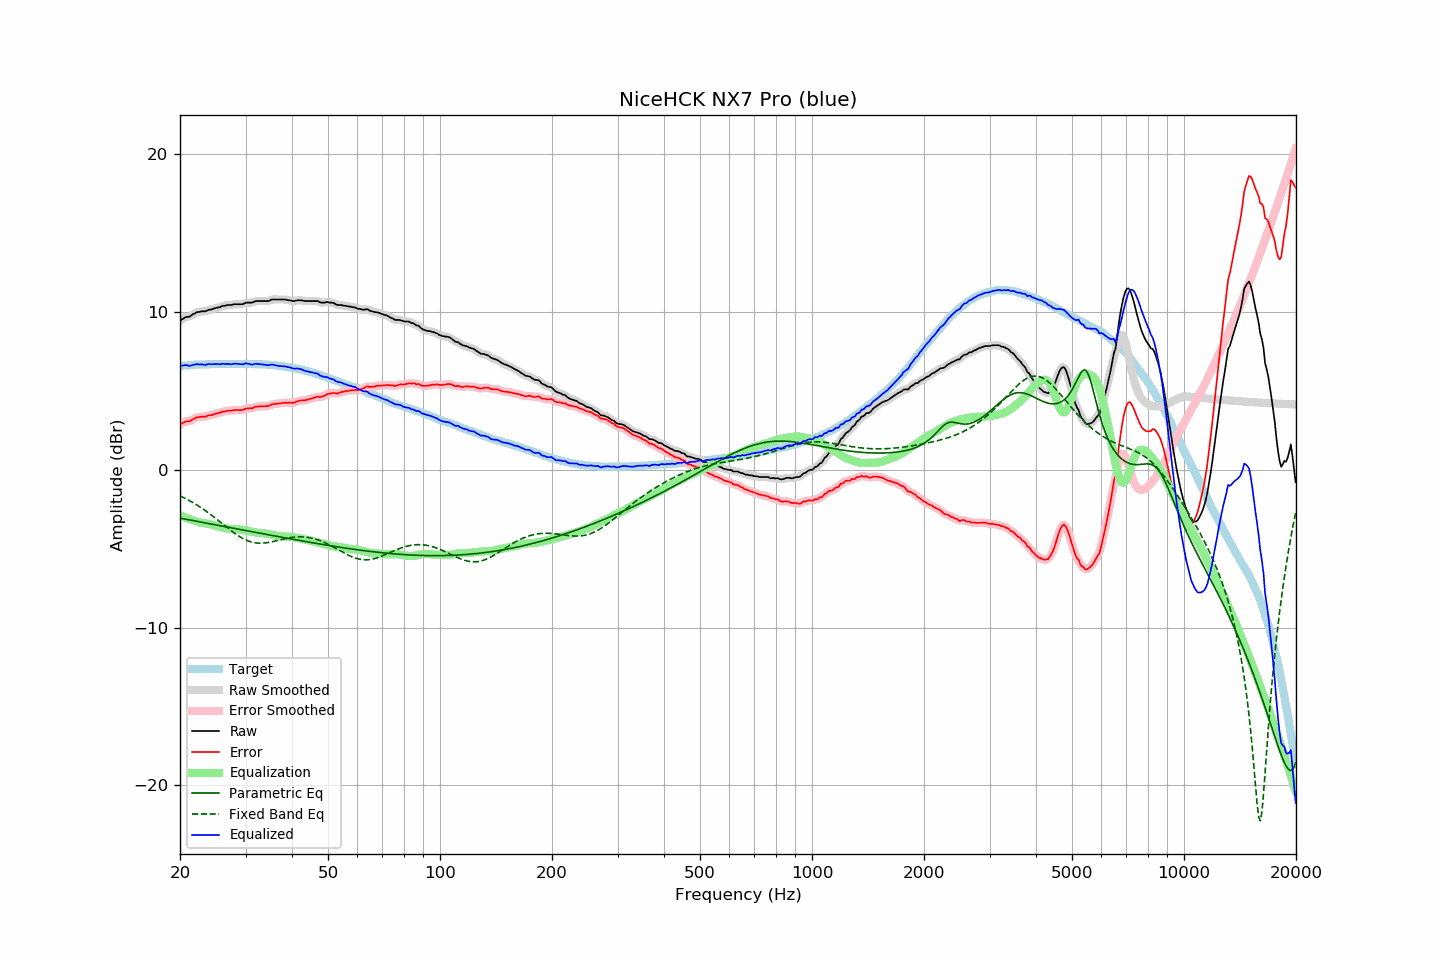 NiceHCK NX7 Pro (blue)
Amplitude (dBr)
20
10
0
−10
−20
Target
Raw Smoothed
Error Smoothed
Raw
Error
Equalization
Parametric Eq
Fixed Band Eq
Equalized
20 50 100 200 500 1000 2000 5000 10000 20000
Frequency (Hz)